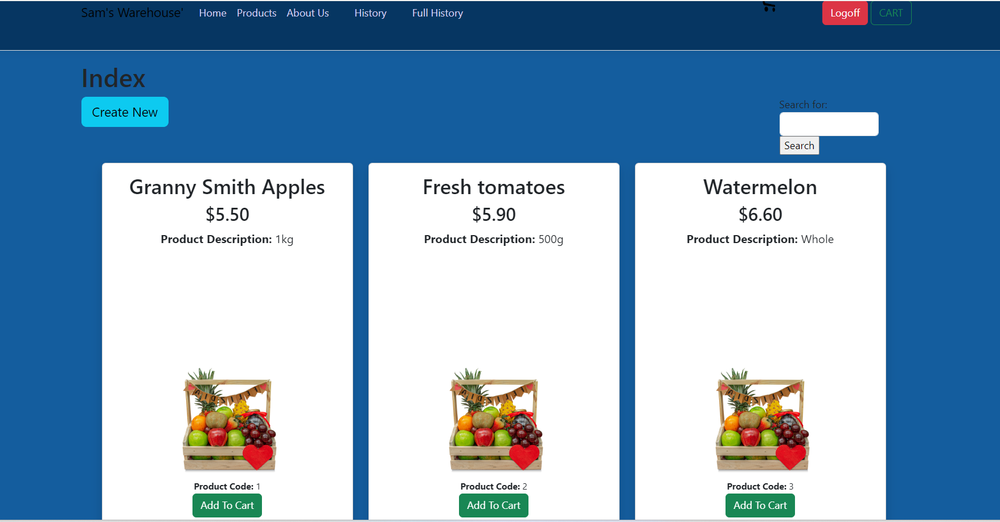 Sam's Warehouse' Home Products About Us History Full History Logoff CART
Index
Create New
Search for:
Search
Granny Smith Apples
$5.50
Product Description: 1kg
Product Code: 1
Add To Cart
Fresh tomatoes
$5.90
Product Description: 500g
Product Code: 2
Add To Cart
Watermelon
$6.60
Product Description: Whole
Product Code: 3
Add To Cart